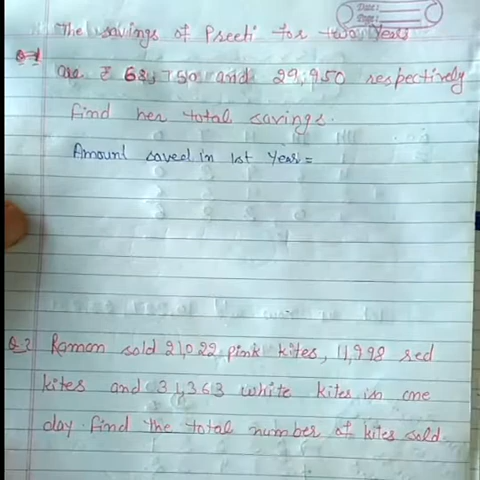 Date:
Page:
The savings of Preeti for two years
Q-1
are ₹ 68,750 and 29,950 respectively
find her total savings.
Amount saved in 1st Year =
Q-2 Raman sold 21,022 pink kites, 11,998 red
kites and 31,363 white kites in one
day. find the total number of kites sold.